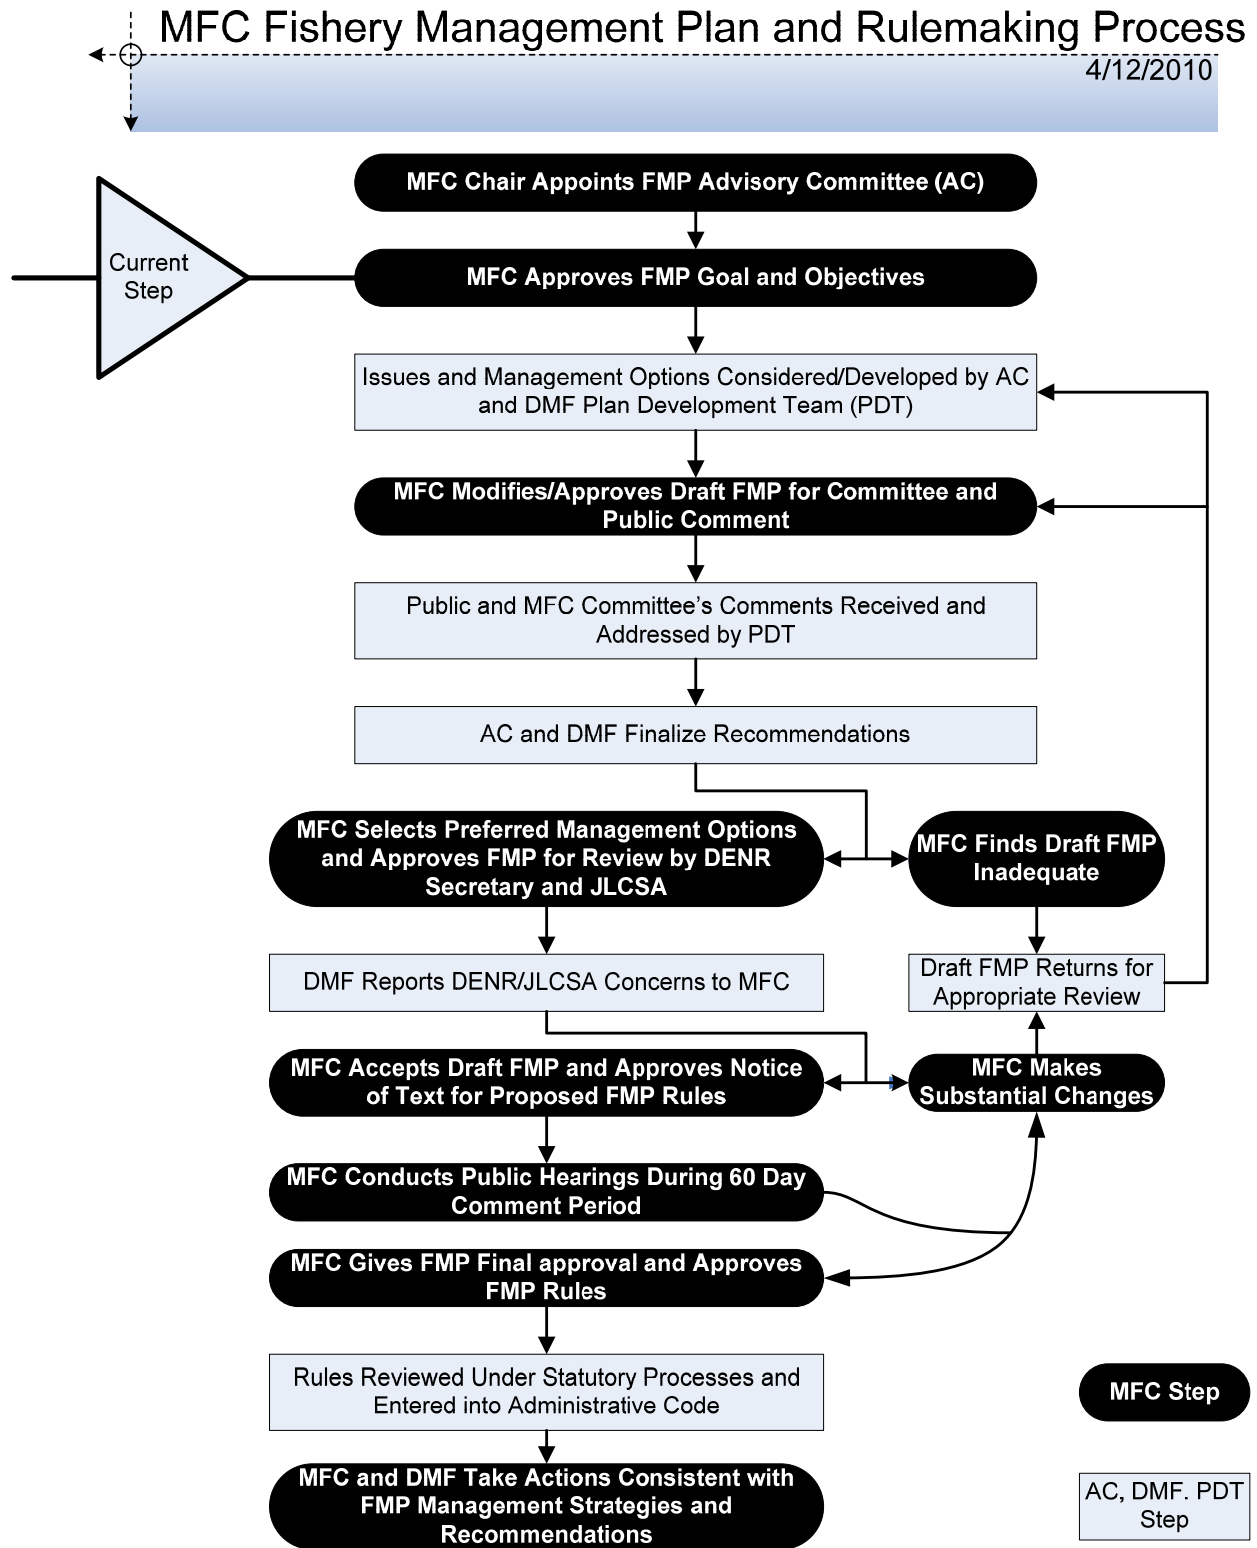 MFC Fishery Management Plan and Rulemaking Process
4/12/2010
MFC Chair Appoints FMP Advisory Committee (AC)
Current
Step
MFC Approves FMP Goal and Objectives
Issues and Management Options Considered/Developed by AC
and DMF Plan Development Team (PDT)
MFC Modifies/Approves Draft FMP for Committee and
Public Comment
Public and MFC Committee’s Comments Received and
Addressed by PDT
AC and DMF Finalize Recommendations
MFC Selects Preferred Management Options
and Approves FMP for Review by DENR
Secretary and JLCSA
MFC Finds Draft FMP
Inadequate
DMF Reports DENR/JLCSA Concerns to MFC
Draft FMP Returns for
Appropriate Review
MFC Accepts Draft FMP and Approves Notice
of Text for Proposed FMP Rules
MFC Makes
Substantial Changes
MFC Conducts Public Hearings During 60 Day
Comment Period
MFC Gives FMP Final approval and Approves
FMP Rules
Rules Reviewed Under Statutory Processes and
Entered into Administrative Code
MFC and DMF Take Actions Consistent with
FMP Management Strategies and
Recommendations
MFC Step
AC, DMF. PDT
Step